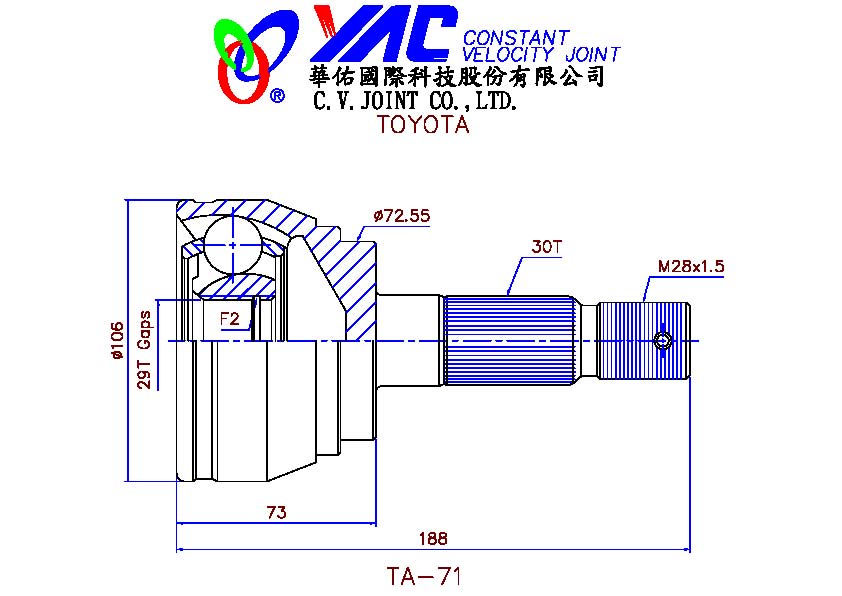 YAC CONSTANT
VELOCITY JOINT
華佑國際科技股份有限公司
®
C.V.JOINT CO.,LTD.
TOYOTA
ø72.55
30T
M28x1.5
F2
ø106
29T Gaps
73
188
TA-71